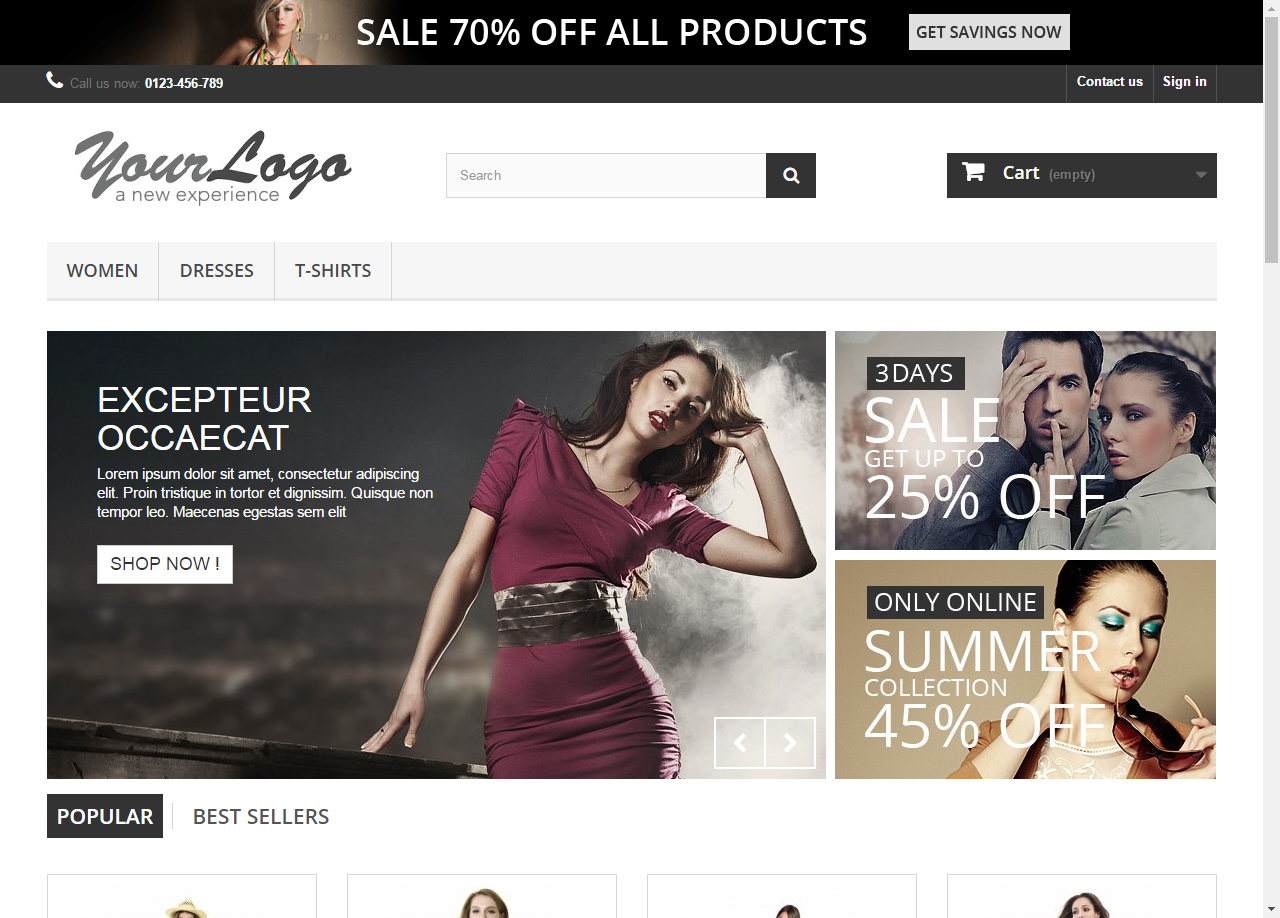 SALE 70% OFF ALL PRODUCTS
GET SAVINGS NOW
Call us now: 0123-456-789
Contact us
Sign in
YourLogo
a new experience
Search
Cart (empty)
WOMEN
DRESSES
T-SHIRTS
EXCEPTEUR
OCCAECAT
Lorem ipsum dolor sit amet, consectetur adipiscing
elit. Proin tristique in tortor et dignissim. Quisque non
tempor leo. Maecenas egestas sem elit
SHOP NOW !
3 DAYS
SALE
GET UP TO
25% OFF
ONLY ONLINE
SUMMER
COLLECTION
45% OFF
POPULAR
BEST SELLERS